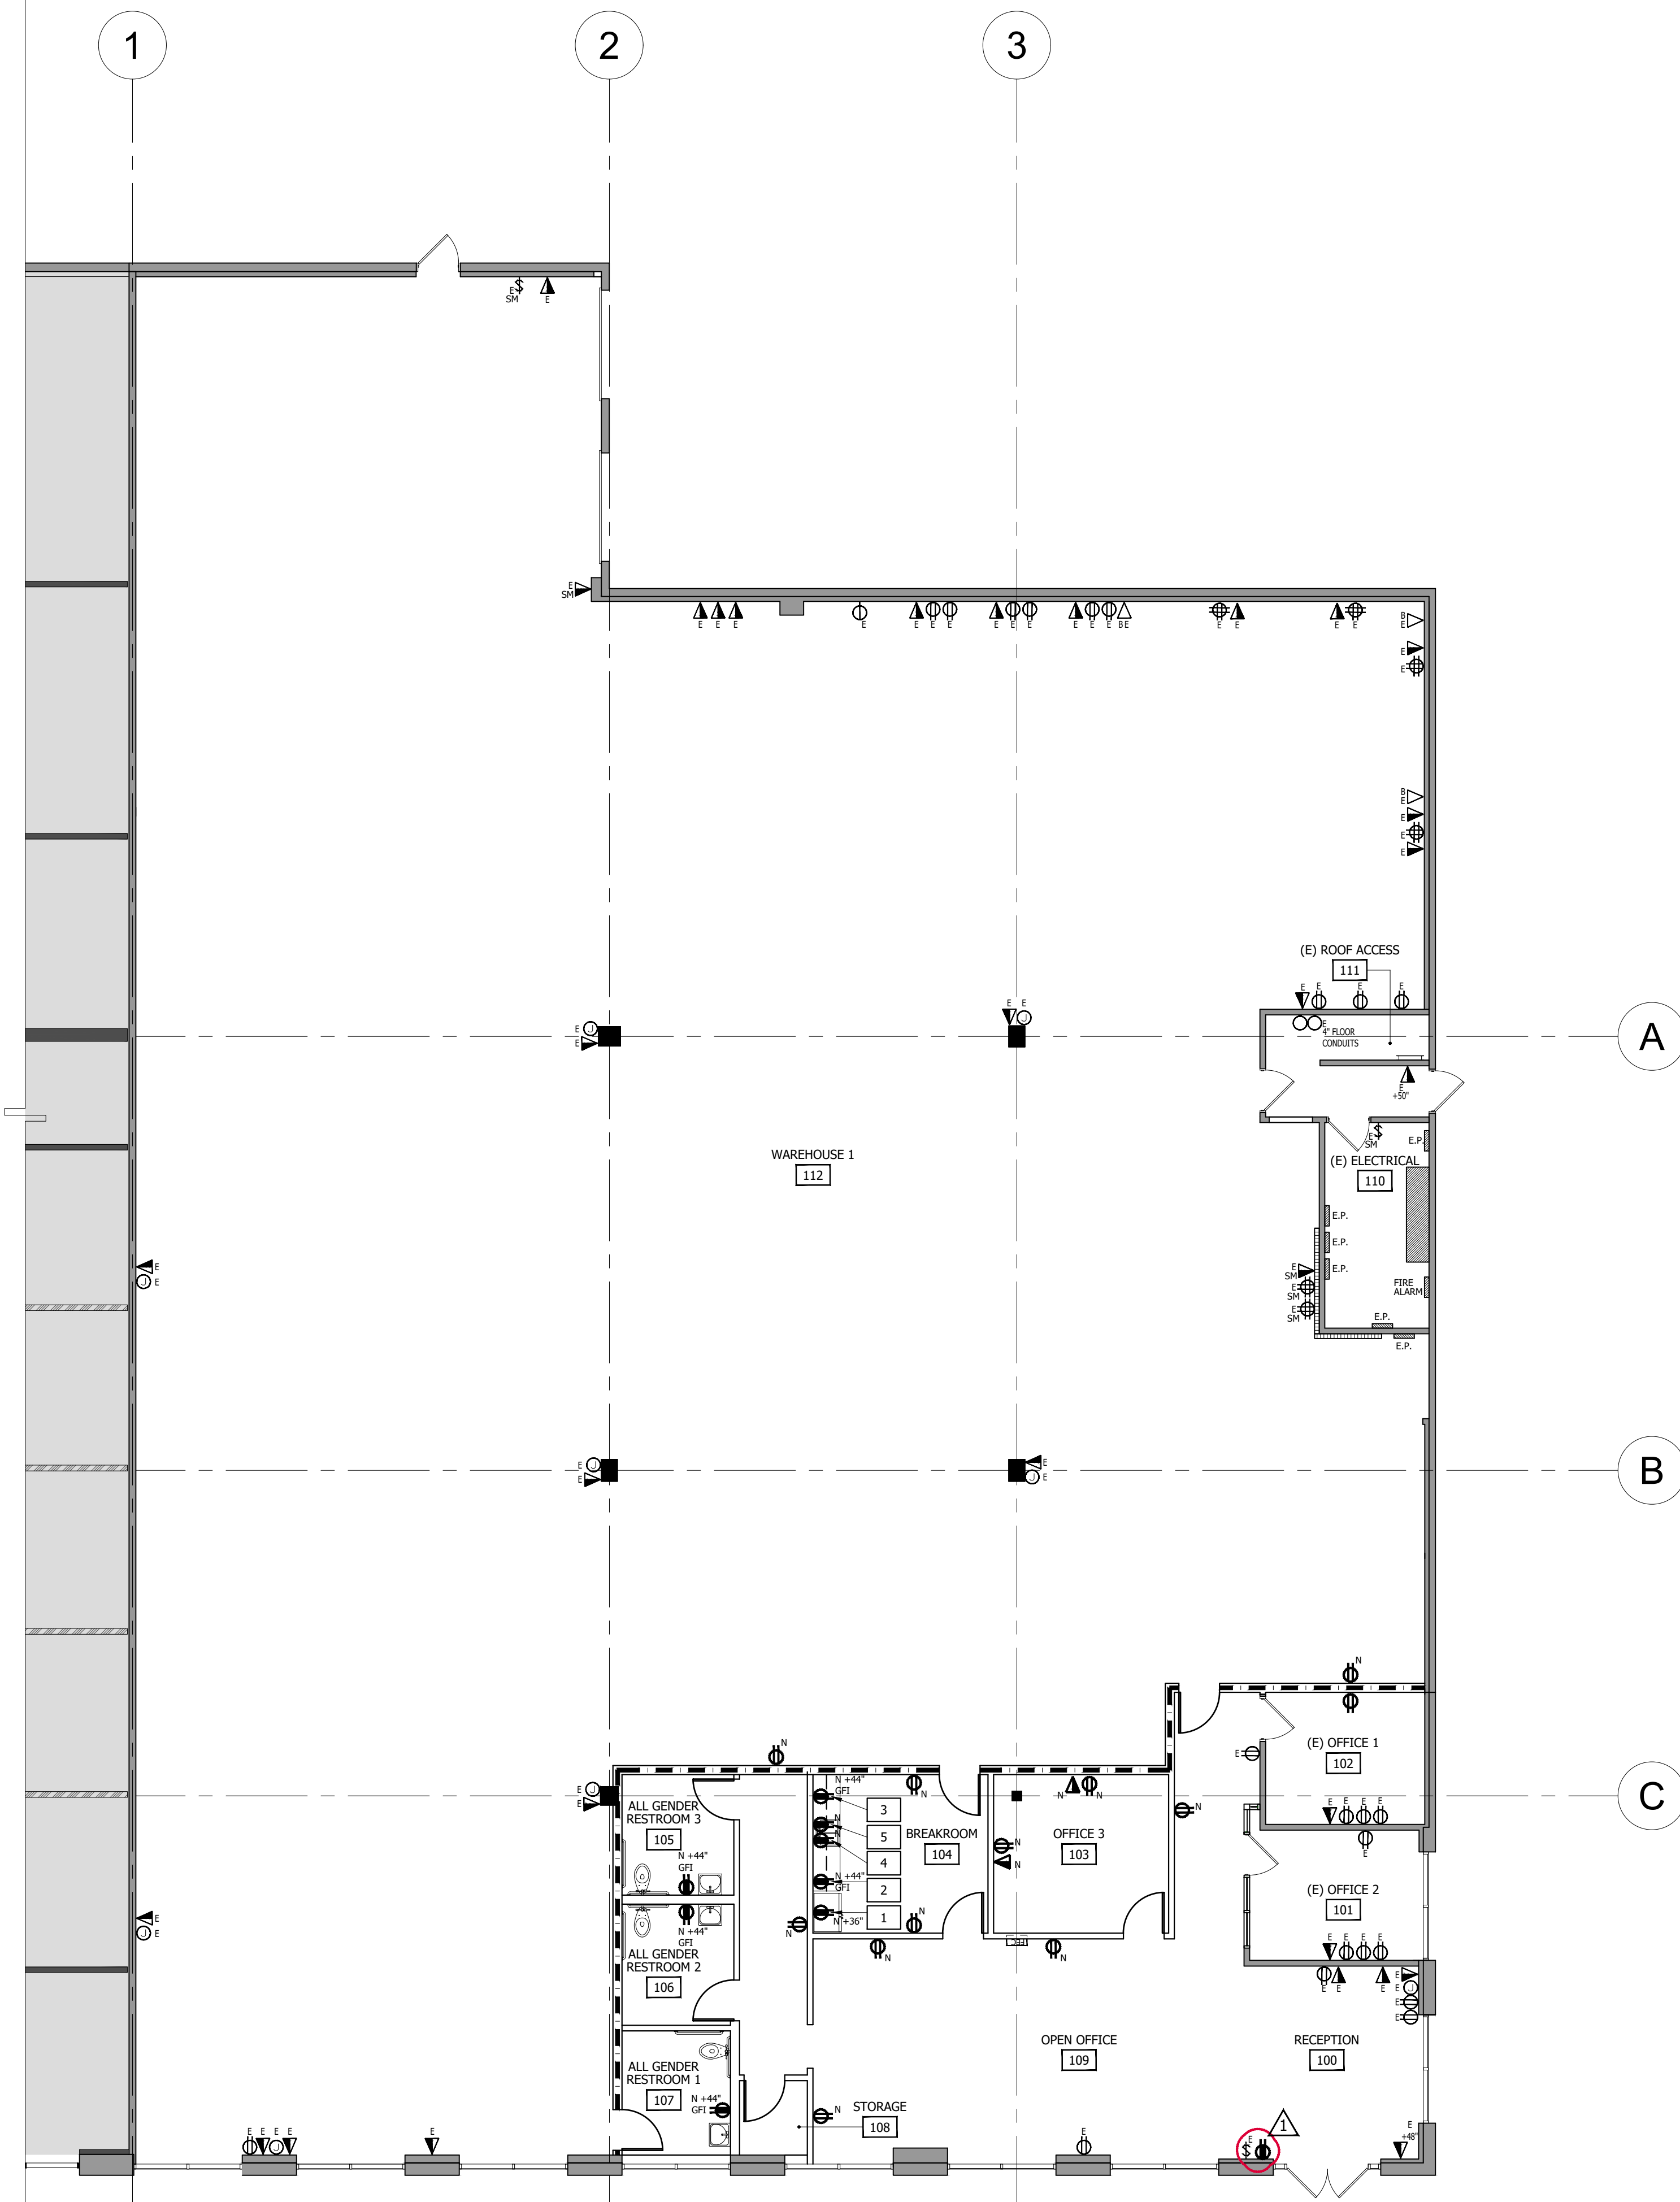 1
2
3
E
SM
E
E
SM
E
E
E
E
E
E
E
E
E
E
E
E
E
B E
E
E
E
E
B
E
E
E
B
E
E
E
E
(E) ROOF ACCESS
111
E
E
E
E
E
J
E
E
E
J
E
4" FLOOR
CONDUITS
A
E
+50"
WAREHOUSE 1
112
E
SM
E.P.
(E) ELECTRICAL
110
E.P.
E.P.
E.P.
E
SM
E
SM
E
SM
FIRE
ALARM
E.P.
E.P.
E
J
E
E
J
E
E
J
E
B
N
N
(E) OFFICE 1
102
E
E
J
E
C
ALL GENDER
RESTROOM 3
105
N +44"
GFI
N +44"
GFI
3
N
5
N
4
N +44"
GFI
2
N +36"
1
N
BREAKROOM
104
N
N
N
N
OFFICE 3
103
N
N
N
N
E
E
E
E
E
(E) OFFICE 2
101
E
E
E
E
E
E
E
E
E
J
E
E
N +44"
GFI
ALL GENDER
RESTROOM 2
106
N
E
J
E
ALL GENDER
RESTROOM 1
107
N +44"
GFI
OPEN OFFICE
109
RECEPTION
100
N
STORAGE
108
E
E
E
J
E
E
E
E
1
E
+48"